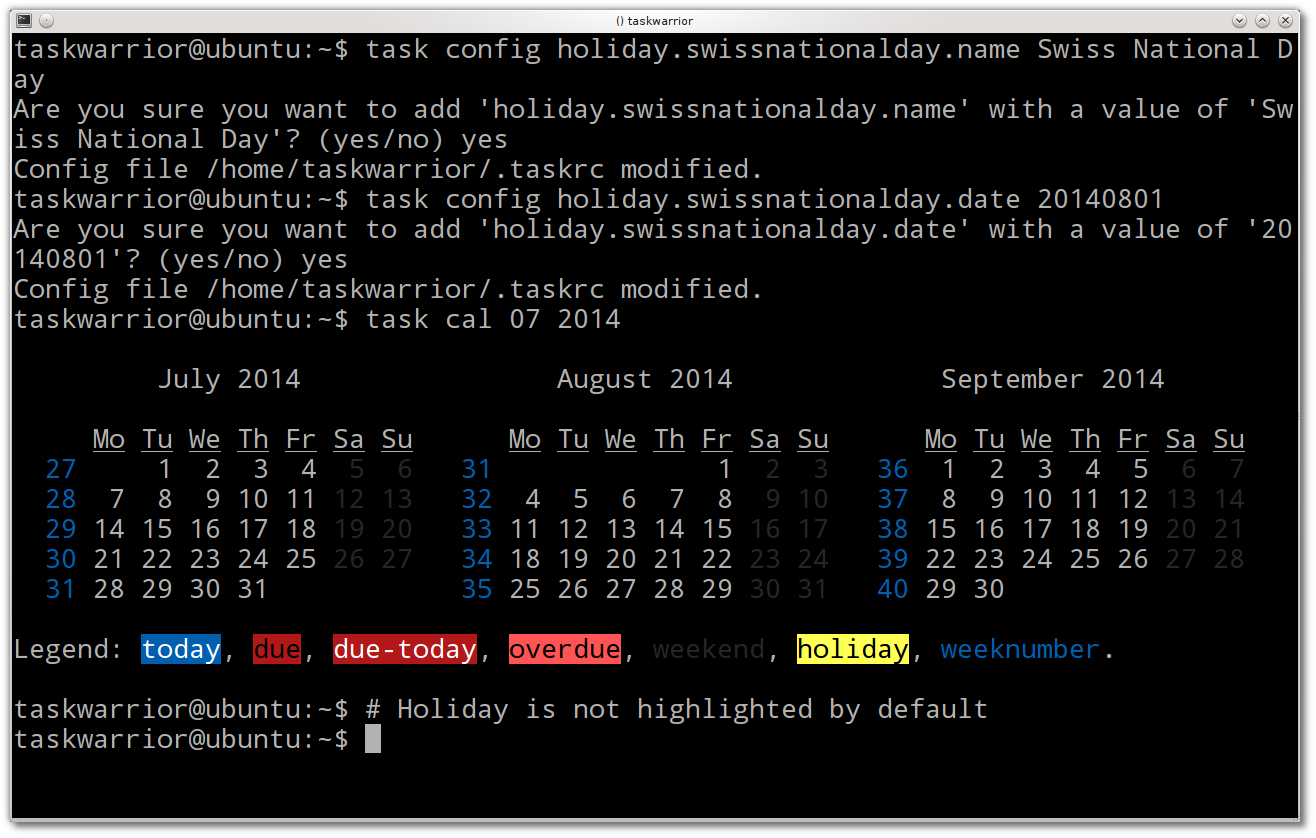 () taskwarrior
taskwarrior@ubuntu:~$ task config holiday.swissnationalday.name Swiss National D
ay
Are you sure you want to add 'holiday.swissnationalday.name' with a value of 'Sw
iss National Day'? (yes/no) yes
Config file /home/taskwarrior/.taskrc modified.
taskwarrior@ubuntu:~$ task config holiday.swissnationalday.date 20140801
Are you sure you want to add 'holiday.swissnationalday.date' with a value of '20
140801'? (yes/no) yes
Config file /home/taskwarrior/.taskrc modified.
taskwarrior@ubuntu:~$ task cal 07 2014
July 2014 August 2014 September 2014
Mo Tu We Th Fr Sa Su Mo Tu We Th Fr Sa Su Mo Tu We Th Fr Sa Su
27 1 2 3 4 5 6 31 1 2 3 36 1 2 3 4 5 6 7
28 7 8 9 10 11 12 13 32 4 5 6 7 8 9 10 37 8 9 10 11 12 13 14
29 14 15 16 17 18 19 20 33 11 12 13 14 15 16 17 38 15 16 17 18 19 20 21
30 21 22 23 24 25 26 27 34 18 19 20 21 22 23 24 39 22 23 24 25 26 27 28
31 28 29 30 31 35 25 26 27 28 29 30 31 40 29 30
Legend: today, due, due-today, overdue, weekend, holiday, weeknumber.
taskwarrior@ubuntu:~$ # Holiday is not highlighted by default
taskwarrior@ubuntu:~$